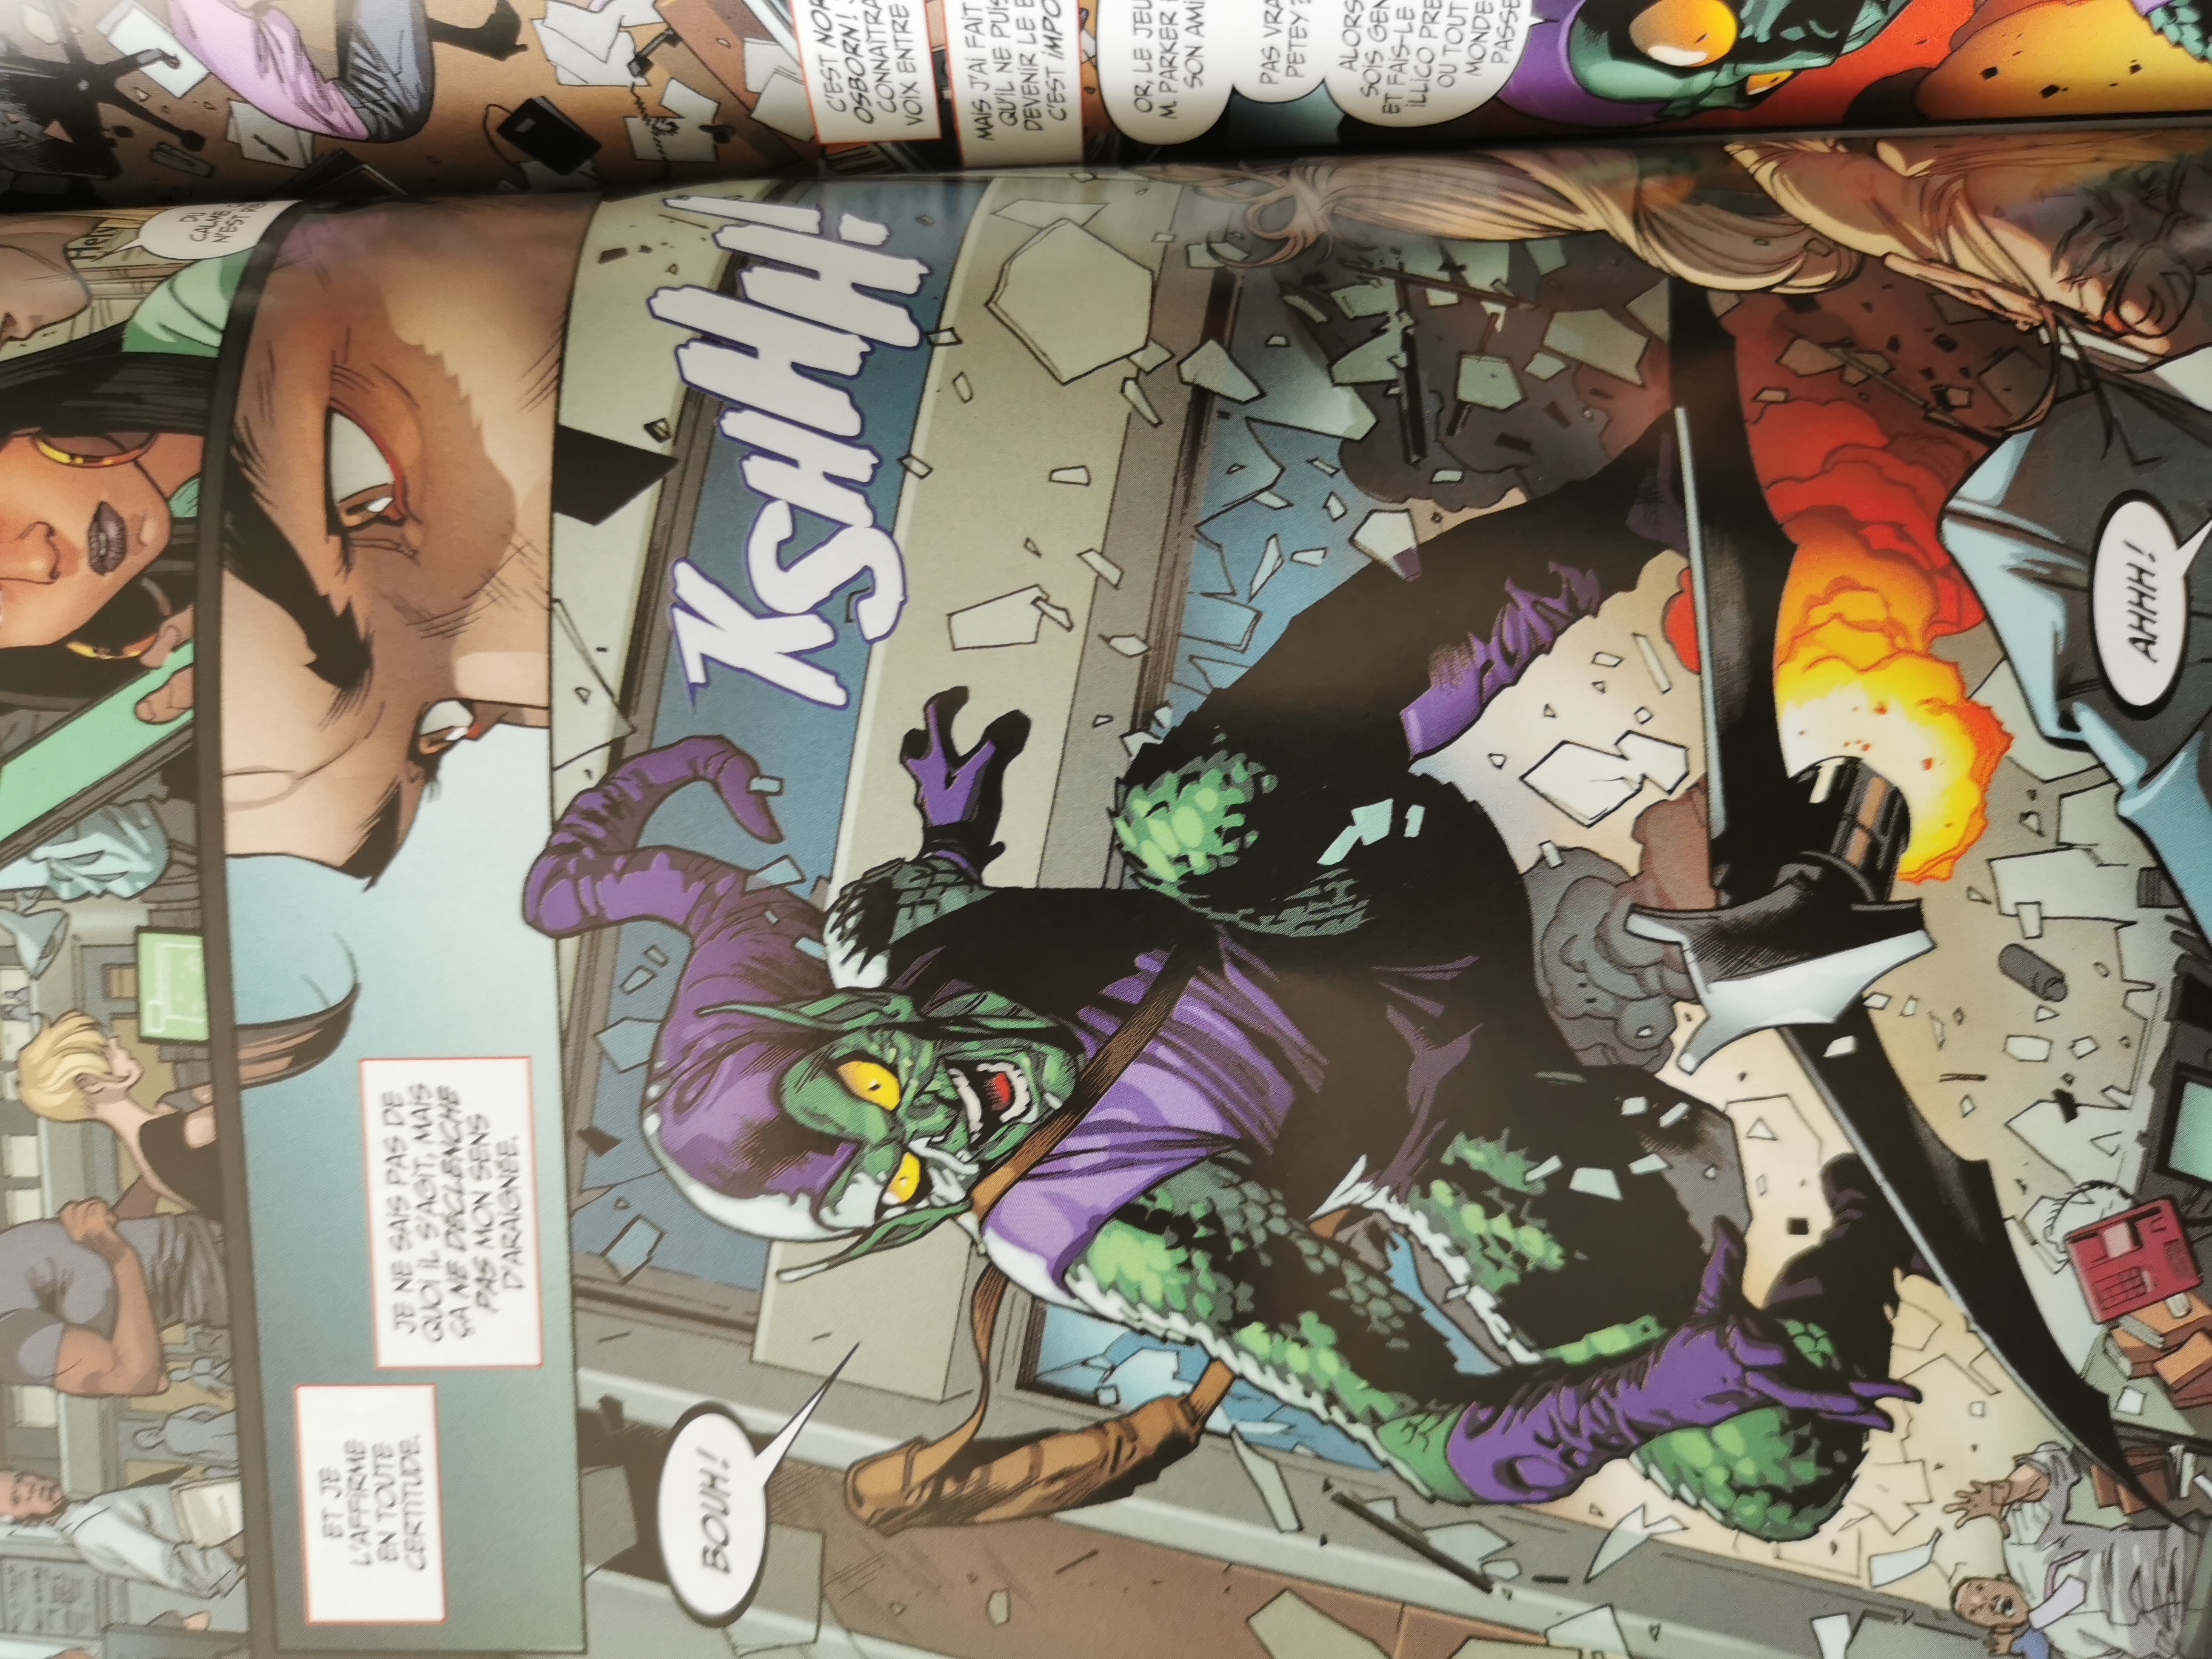 DU
CALME
N'EST
ET JE
L'AFFIRME
EN TOUTE
CERTITUDE.
JE NE SAIS PAS DE
QUOI IL S'AGIT, MAIS
ÇA NE DÉCLENCHE
PAS MON SENS
D'ARAIGNÉE.
BOUH !
KSHHH!
AHHH !
C'EST NOR
OSBORN !
CONNAITRA
VOIX ENTRE
MAIS J'AI FAIT
QU'IL NE PUIS
DEVENIR LE
C'EST IMPO
OR LE JEU
M. PARKER
SON AMI
PAS VRA
PETEY ?
ALORS
SOIS GEN
ET FAIS-LE
ILLICO PRE
OU TOUT
MONDE
PASSE